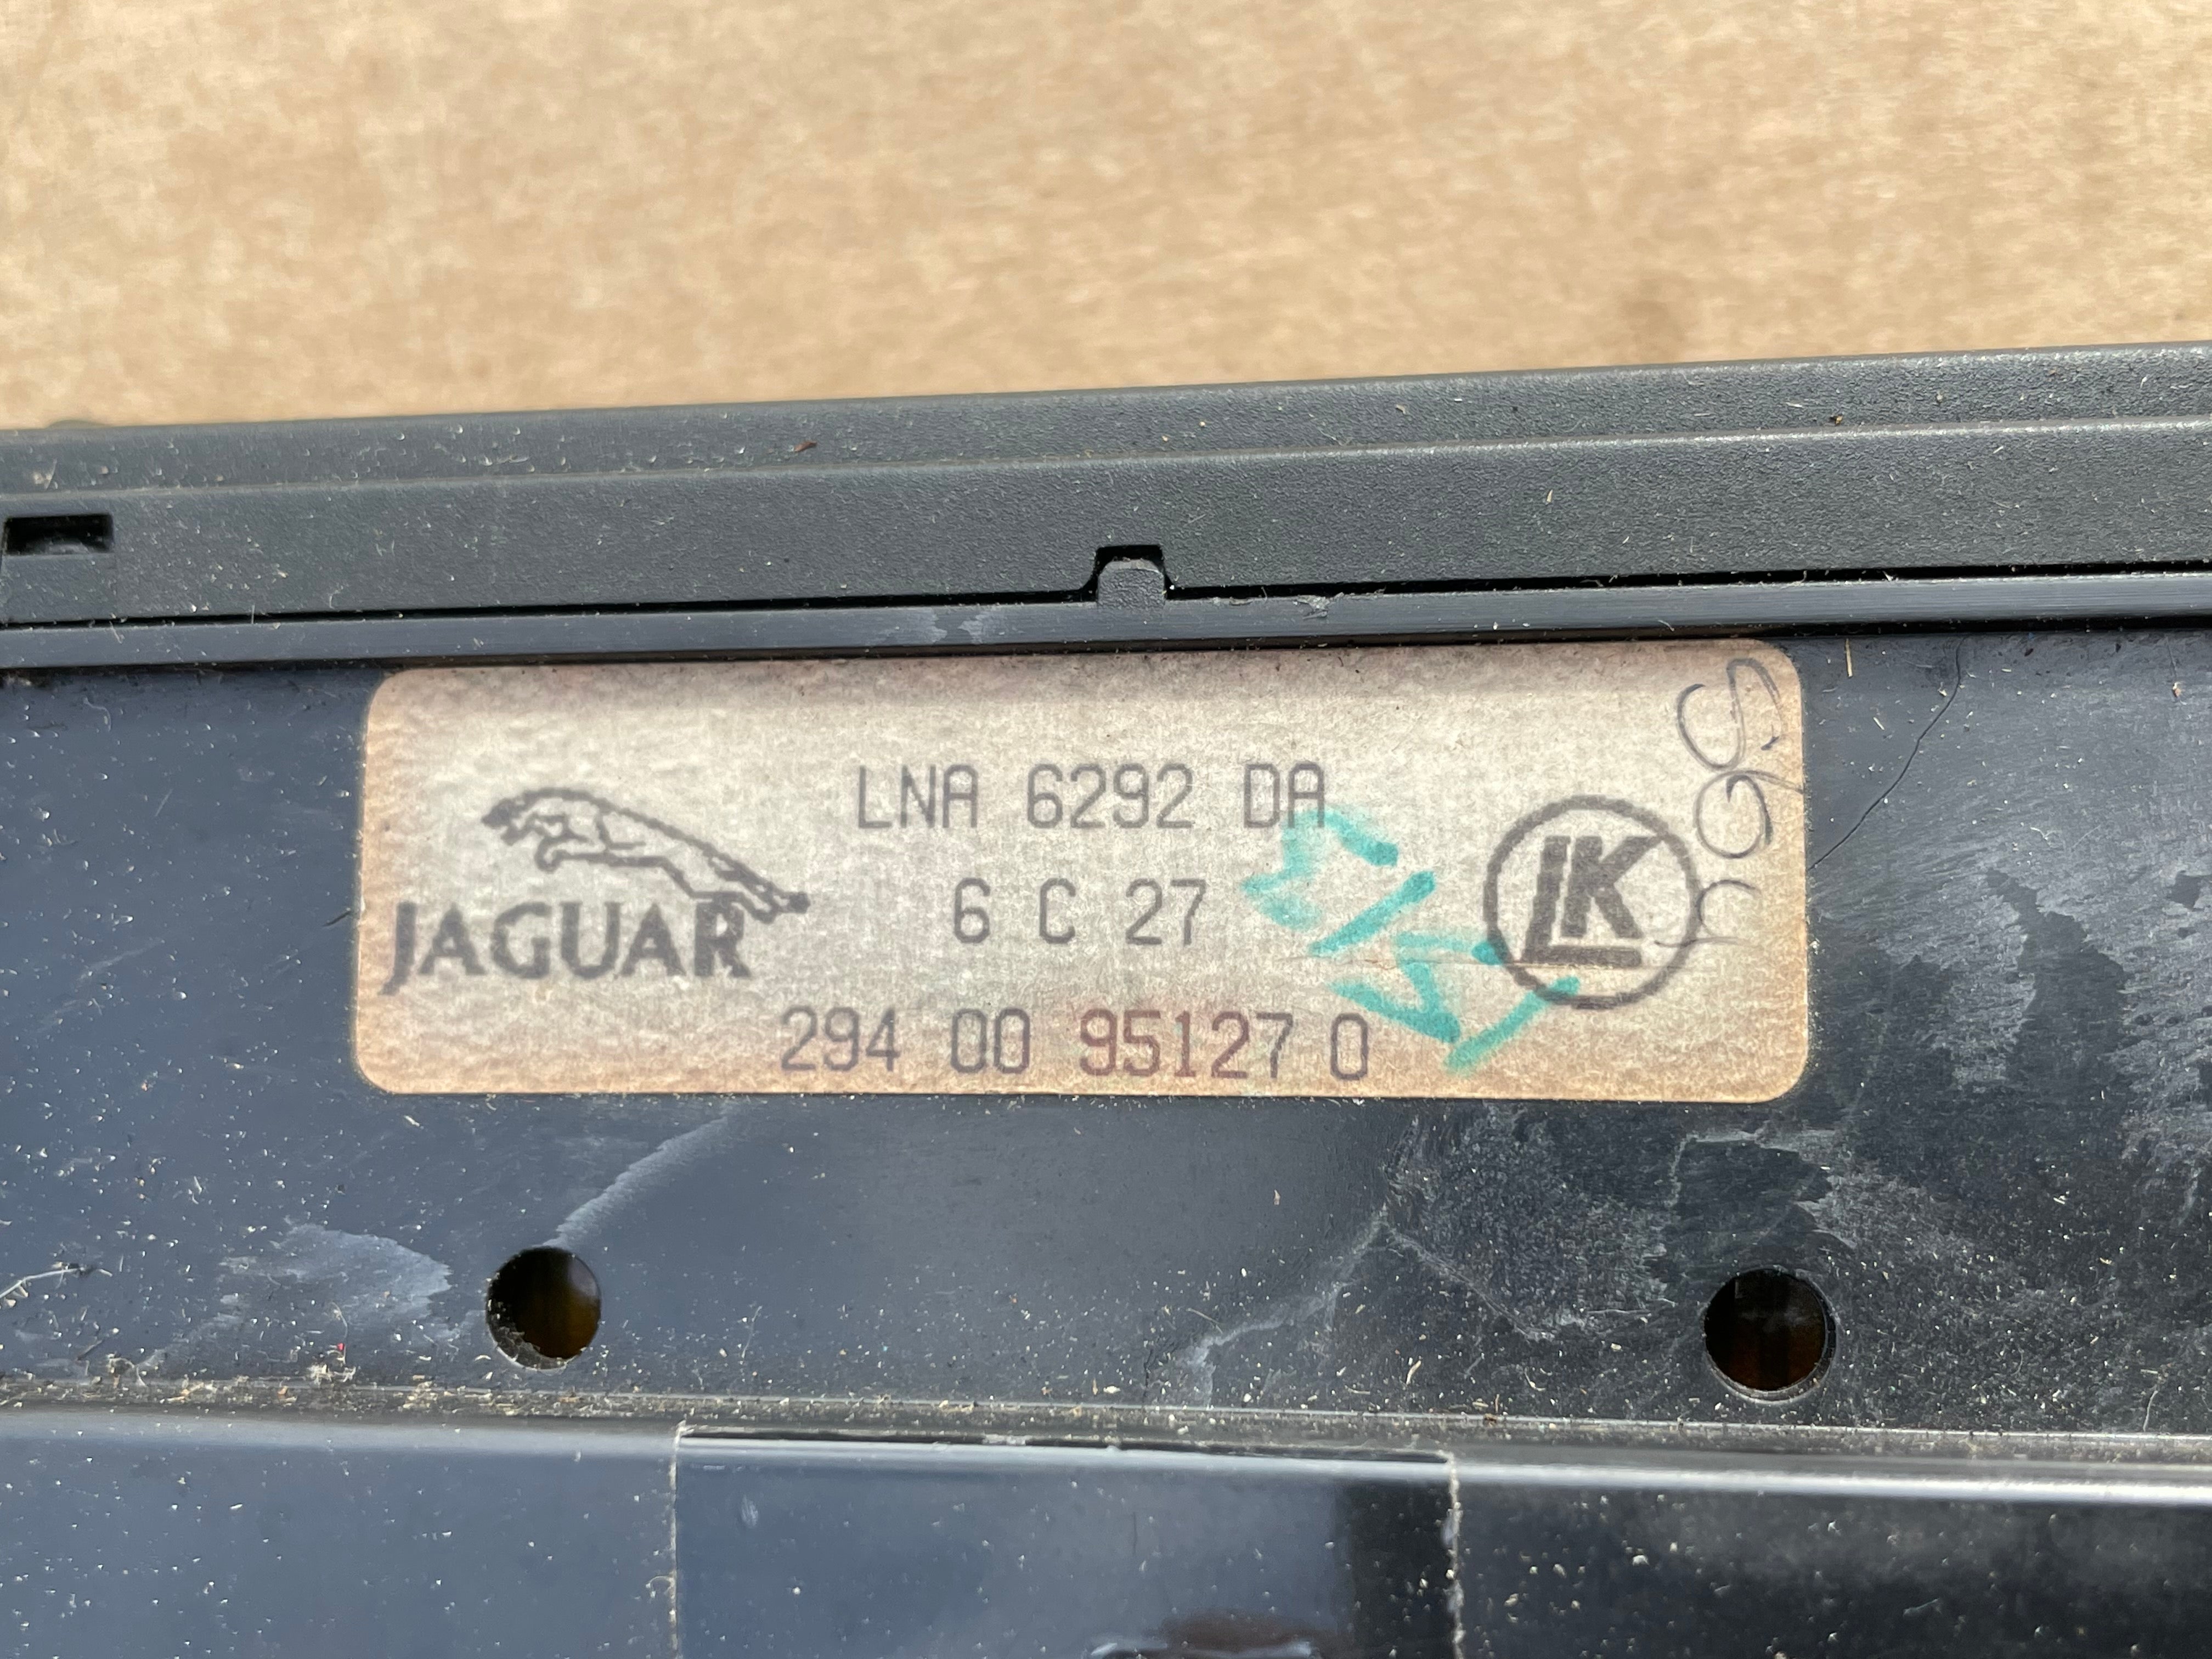 LNA 6292 DA
JAGUAR
6 C 27
LK
294 00 95127 0